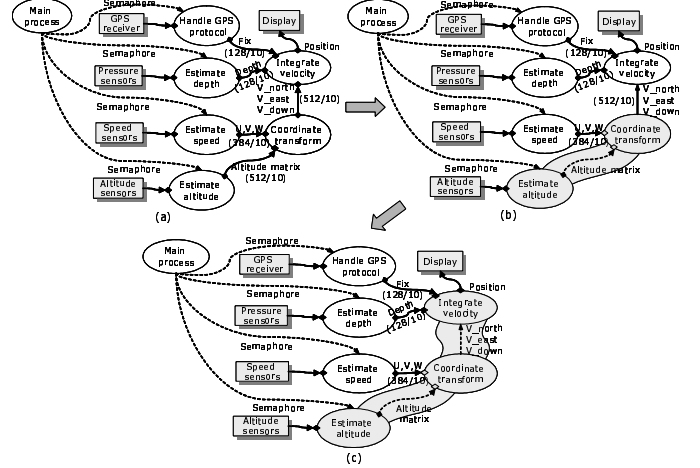 Main
process
Semaphore
GPS
receiver
Handle GPS
protocol
Display
Position
Fix
(128/10)
Semaphore
Pressure
sensors
Estimate
depth
Depth
(128/10)
Integrate
velocity
V_north
V_east
V_down
(512/10)
Semaphore
Speed
sensors
Estimate
speed
U,V,W
(384/10)
Coordinate
transform
Semaphore
Altitude
sensors
Estimate
altitude
Altitude matrix
(512/10)
(a)
Main
process
Semaphore
GPS
receiver
Handle GPS
protocol
Display
Position
Fix
(128/10)
Semaphore
Pressure
sensors
Estimate
depth
Depth
(128/10)
Integrate
velocity
V_north
V_east
V_down
(512/10)
Semaphore
Speed
sensors
Estimate
speed
U,V,W
(384/10)
Coordinate
transform
Semaphore
Altitude
sensors
Estimate
altitude
Altitude matrix
(b)
Main
process
Semaphore
GPS
receiver
Handle GPS
protocol
Display
Position
Fix
(128/10)
Semaphore
Pressure
sensors
Estimate
depth
Depth
(128/10)
Integrate
velocity
V_north
V_east
V_down
Semaphore
Speed
sensors
Estimate
speed
U,V,W
(384/10)
Coordinate
transform
Semaphore
Altitude
sensors
Estimate
altitude
Altitude
matrix
(c)